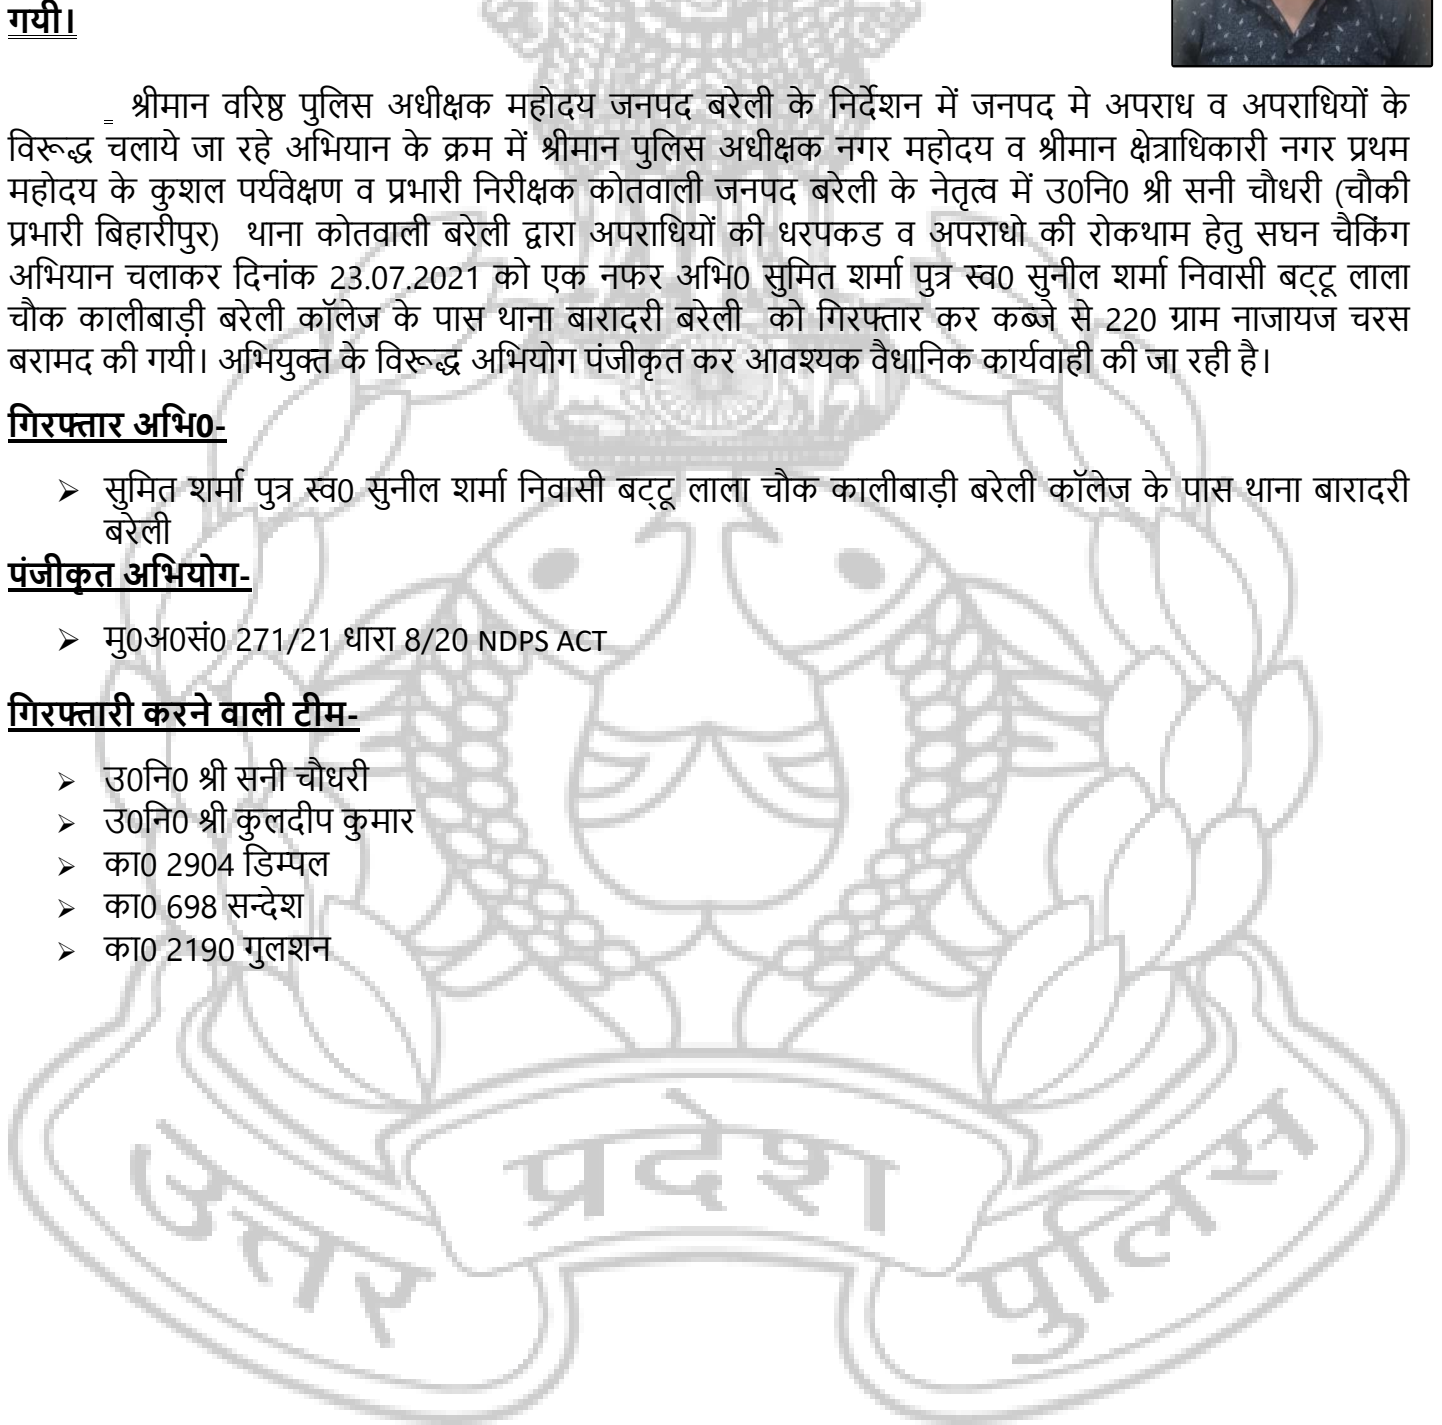 गयी।
श्रीमान वरिष्ठ पुलिस अधीक्षक महोदय जनपद बरेली के निर्देशन में जनपद मे अपराध व अपराधियों के
विरूद्ध चलाये जा रहे अभियान के क्रम में श्रीमान पुलिस अधीक्षक नगर महोदय व श्रीमान क्षेत्राधिकारी नगर प्रथम
महोदय के कुशल पर्यवेक्षण व प्रभारी निरीक्षक कोतवाली जनपद बरेली के नेतृत्व में उ0नि0 श्री सनी चौधरी (चौकी
प्रभारी बिहारीपुर) थाना कोतवाली बरेली द्वारा अपराधियों की धरपकड व अपराधो की रोकथाम हेतु सघन चैकिंग
अभियान चलाकर दिनांक 23.07.2021 को एक नफर अभि0 सुमित शर्मा पुत्र स्व0 सुनील शर्मा निवासी बट्टू लाला
चौक कालीबाड़ी बरेली कॉलेज के पास थाना बारादरी बरेली को गिरफ्तार कर कब्जे से 220 ग्राम नाजायज चरस
बरामद की गयी। अभियुक्त के विरूद्ध अभियोग पंजीकृत कर आवश्यक वैधानिक कार्यवाही की जा रही है।
गिरफ्तार अभि0-
➢ सुमित शर्मा पुत्र स्व0 सुनील शर्मा निवासी बट्टू लाला चौक कालीबाड़ी बरेली कॉलेज के पास थाना बारादरी
बरेली
पंजीकृत अभियोग-
➢ मु0अ0सं0 271/21 धारा 8/20 NDPS ACT
गिरफ्तारी करने वाली टीम-
➢ उ0नि0 श्री सनी चौधरी
➢ उ0नि0 श्री कुलदीप कुमार
➢ का0 2904 डिम्पल
➢ का0 698 सन्देश
➢ का0 2190 गुलशन
उत्तर प्रदेश पुलिस